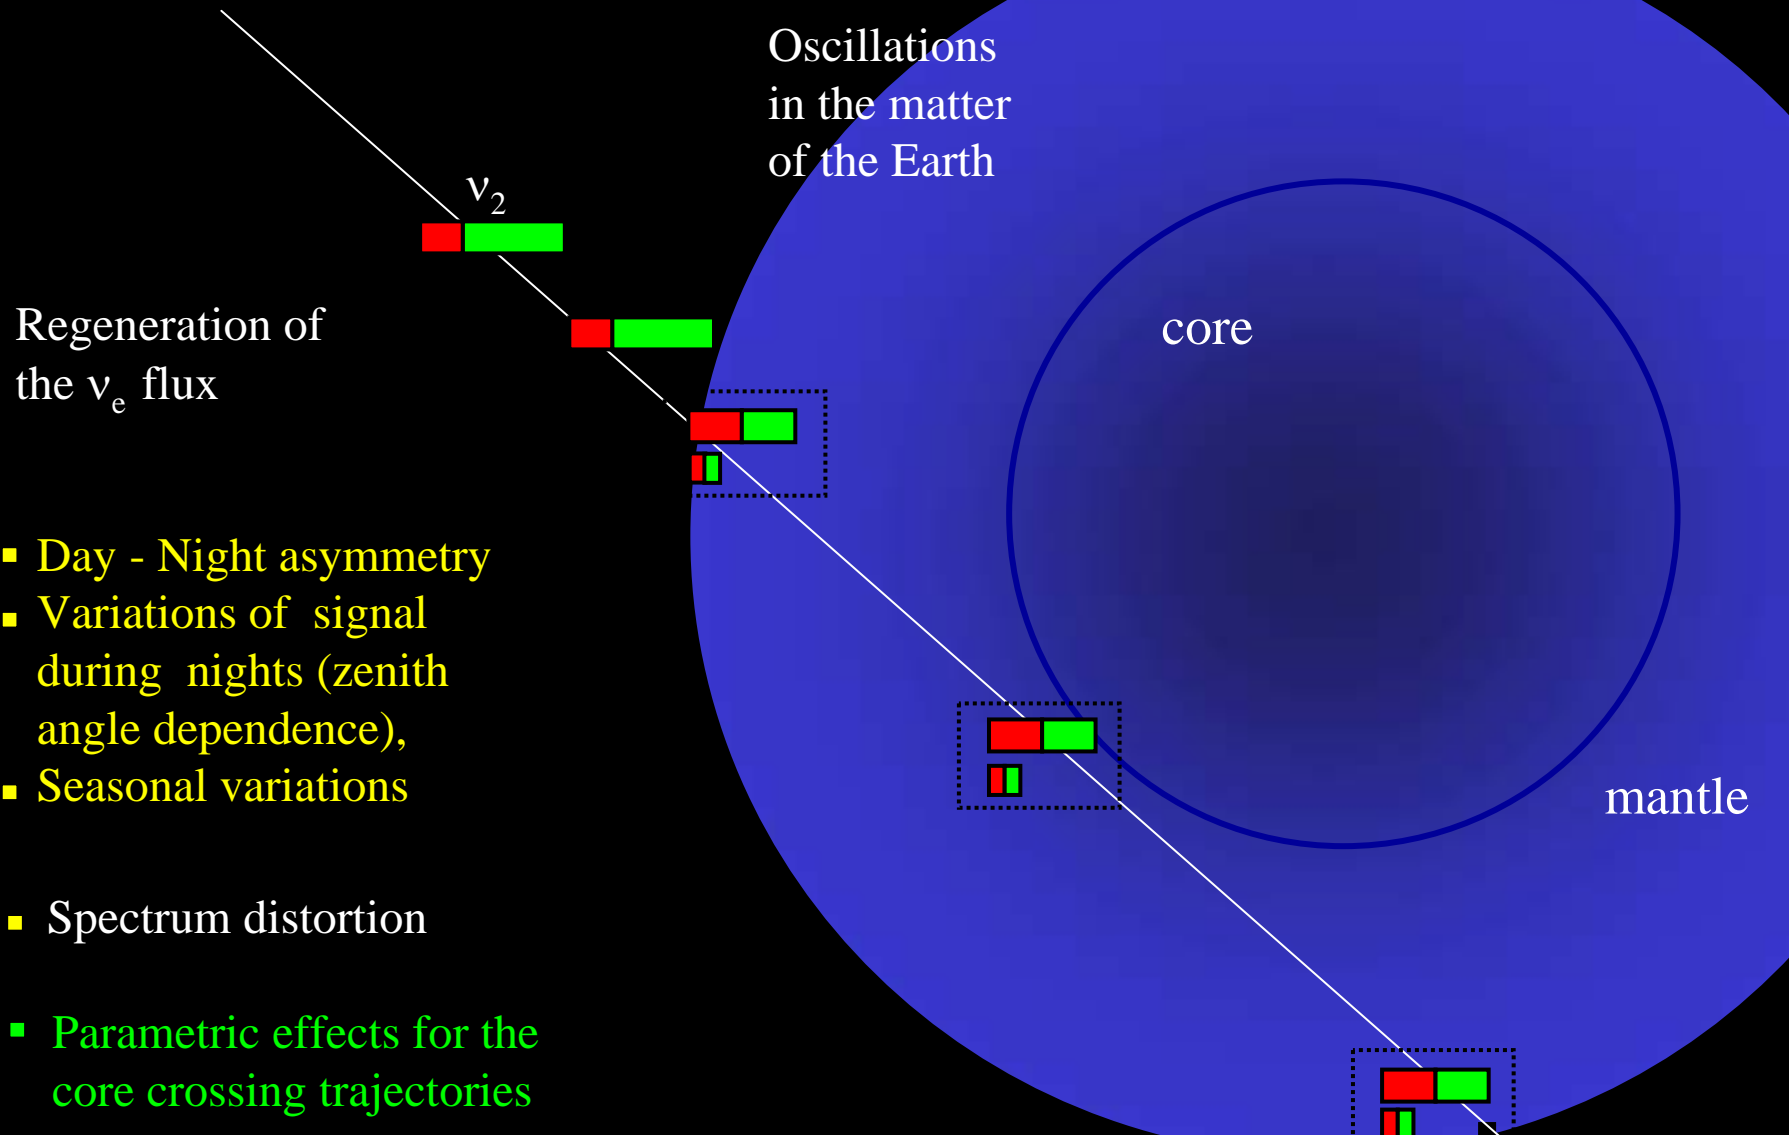 Oscillations
in the matter
of the Earth
ν₂
Regeneration of
the νₑ flux
core
mantle
▪ Day - Night asymmetry
▪ Variations of signal
during nights (zenith
angle dependence),
▪ Seasonal variations
▪ Spectrum distortion
▪ Parametric effects for the
core crossing trajectories